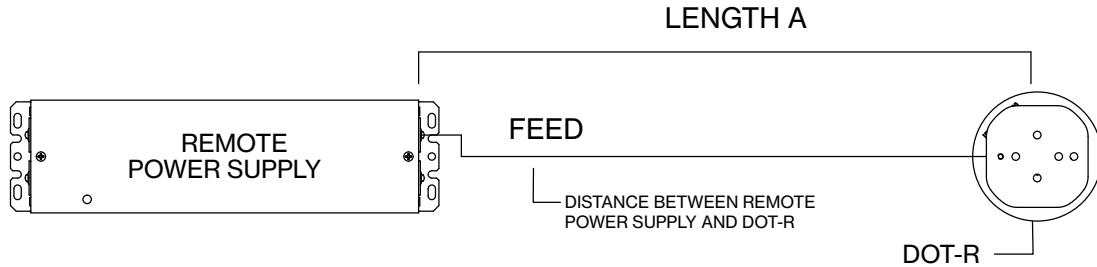 LENGTH A
REMOTE
POWER SUPPLY
FEED
DISTANCE BETWEEN REMOTE
POWER SUPPLY AND DOT-R
DOT-R